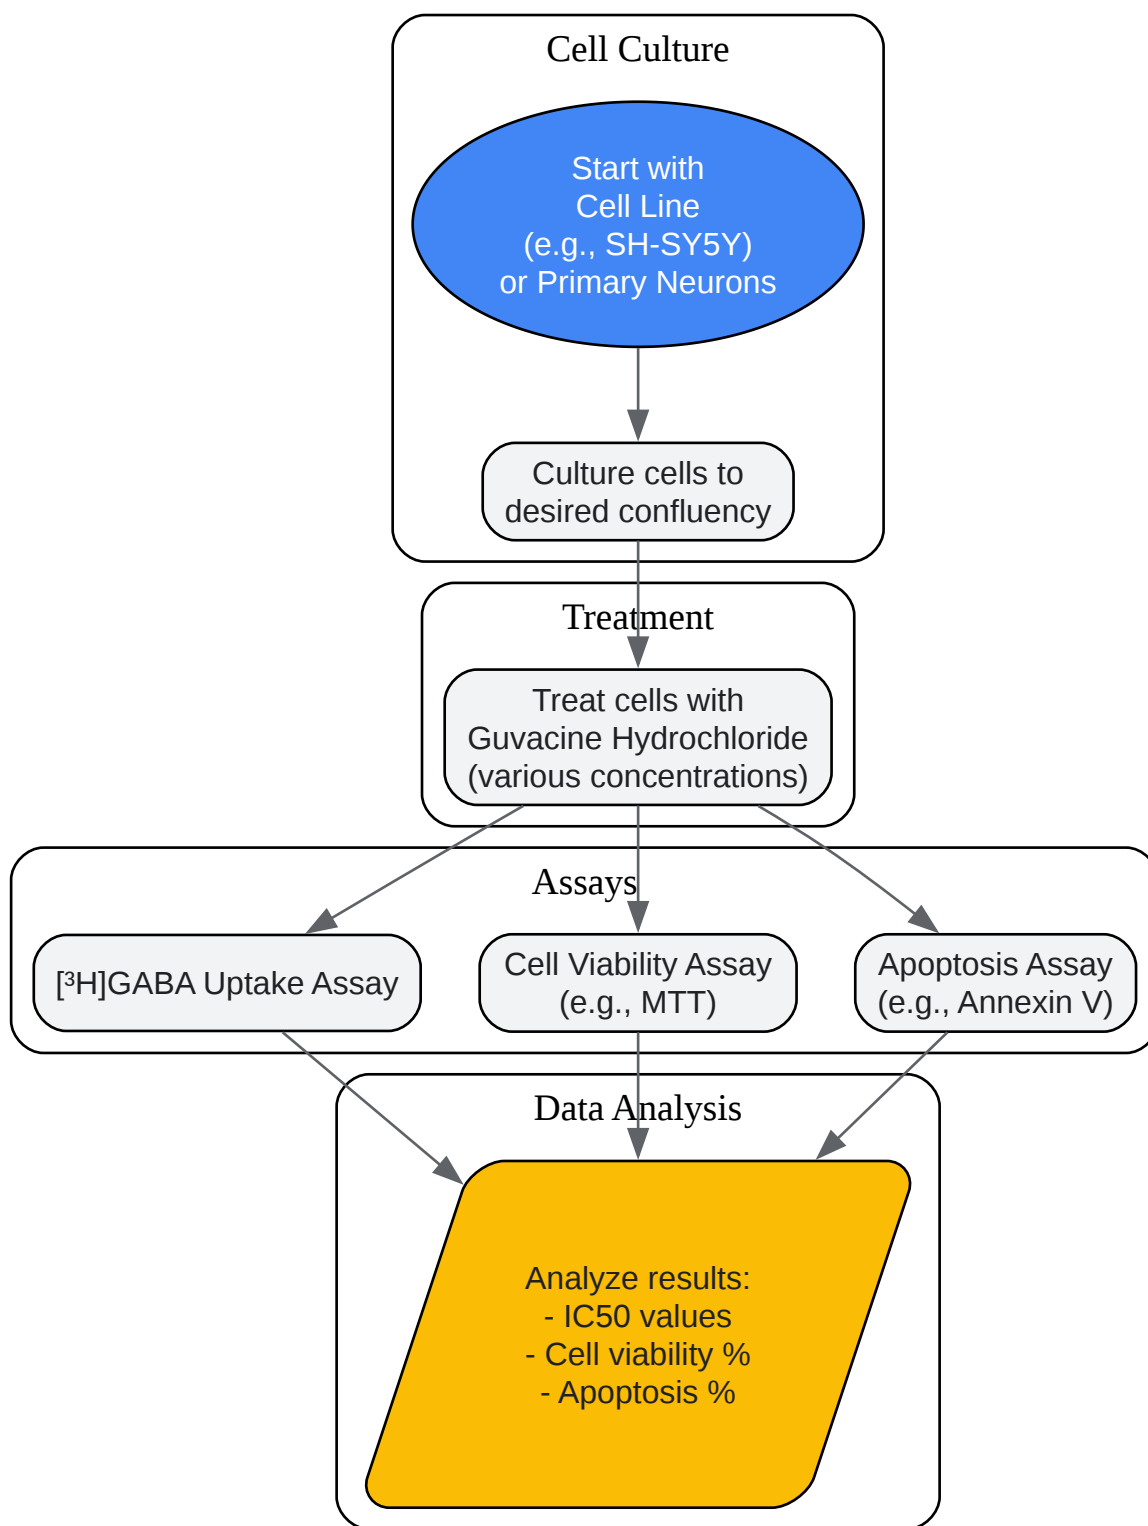 Cell Culture
Start with
Cell Line
(e.g., SH-SY5Y)
or Primary Neurons
Culture cells to
desired confluency
Treatment
Treat cells with
Guvacine Hydrochloride
(various concentrations)
Assays
[³H]GABA Uptake Assay
Cell Viability Assay
(e.g., MTT)
Apoptosis Assay
(e.g., Annexin V)
Data Analysis
Analyze results:
- IC50 values
- Cell viability %
- Apoptosis %